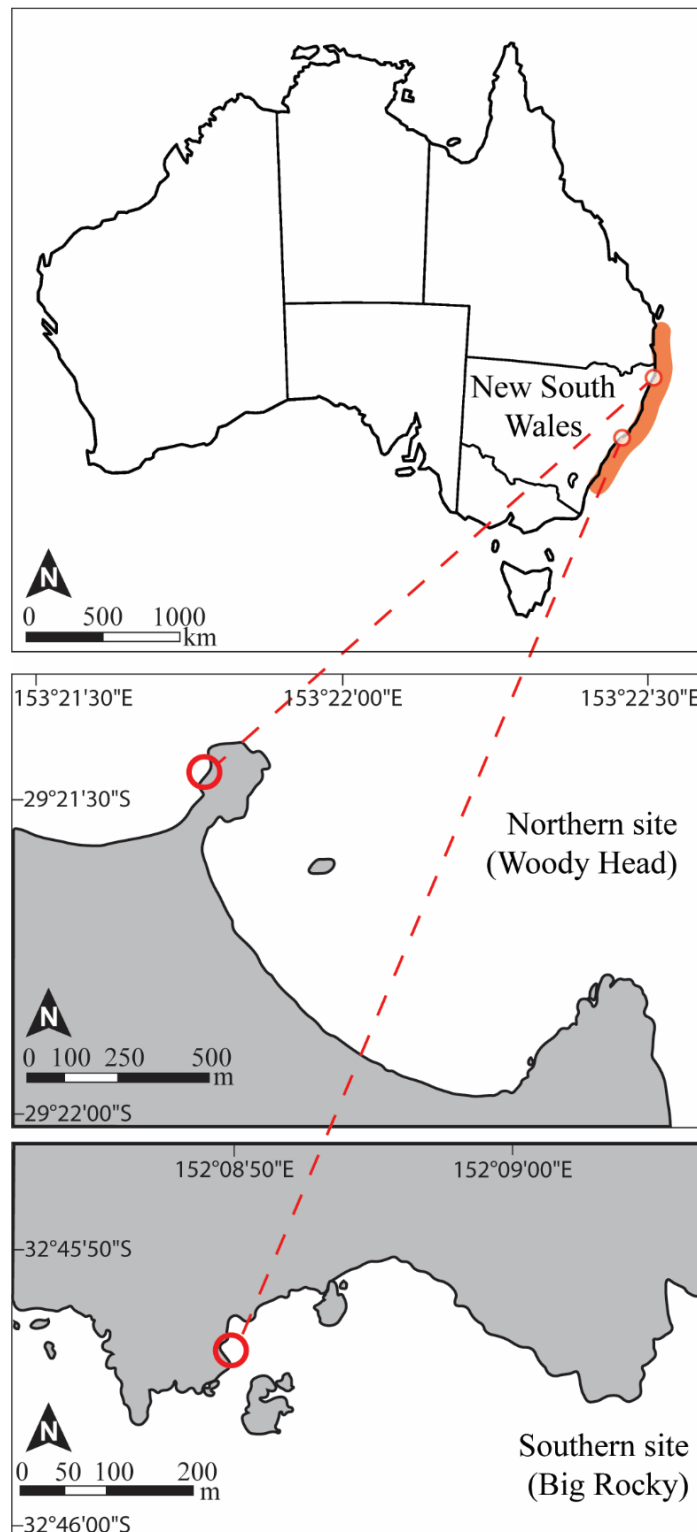 New South
Wales
N
0 500 1000
km
153°21'30"E 153°22'00"E 153°22'30"E
29°21'30"S
Northern site
(Woody Head)
N
0 100 250 500
m
29°22'00"S
152°08'50"E 152°09'00"E
32°45'50"S
N
0 50 100 200
m
Southern site
(Big Rocky)
32°46'00"S